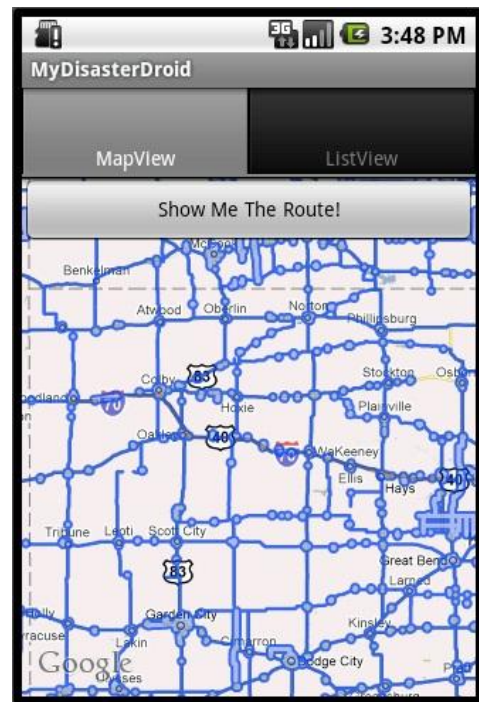 3G 3:48 PM
MyDisasterDroid
MapView ListView
Show Me The Route!
McCook
Benkelman
Atwood Oberlin Norton Phillipsburg
Colby 83 Stockton
70 Hoxie Plainville
Oakley 40 70 WaKeeney
Ellis Hays 40
Tribune Leoti Scott City
83 Great Bend
Larned
Garden City Kinsley
Lakin Cimarron
Google Dodge City
Ulysses